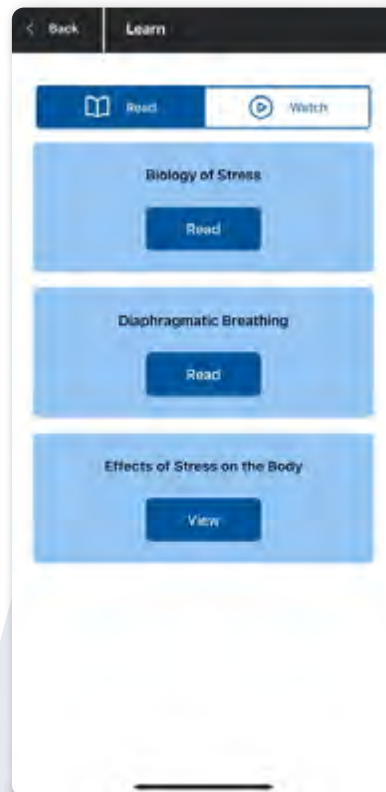 Back Learn
Read Watch
Biology of Stress
Read
Diaphragmatic Breathing
Read
Effects of Stress on the Body
View